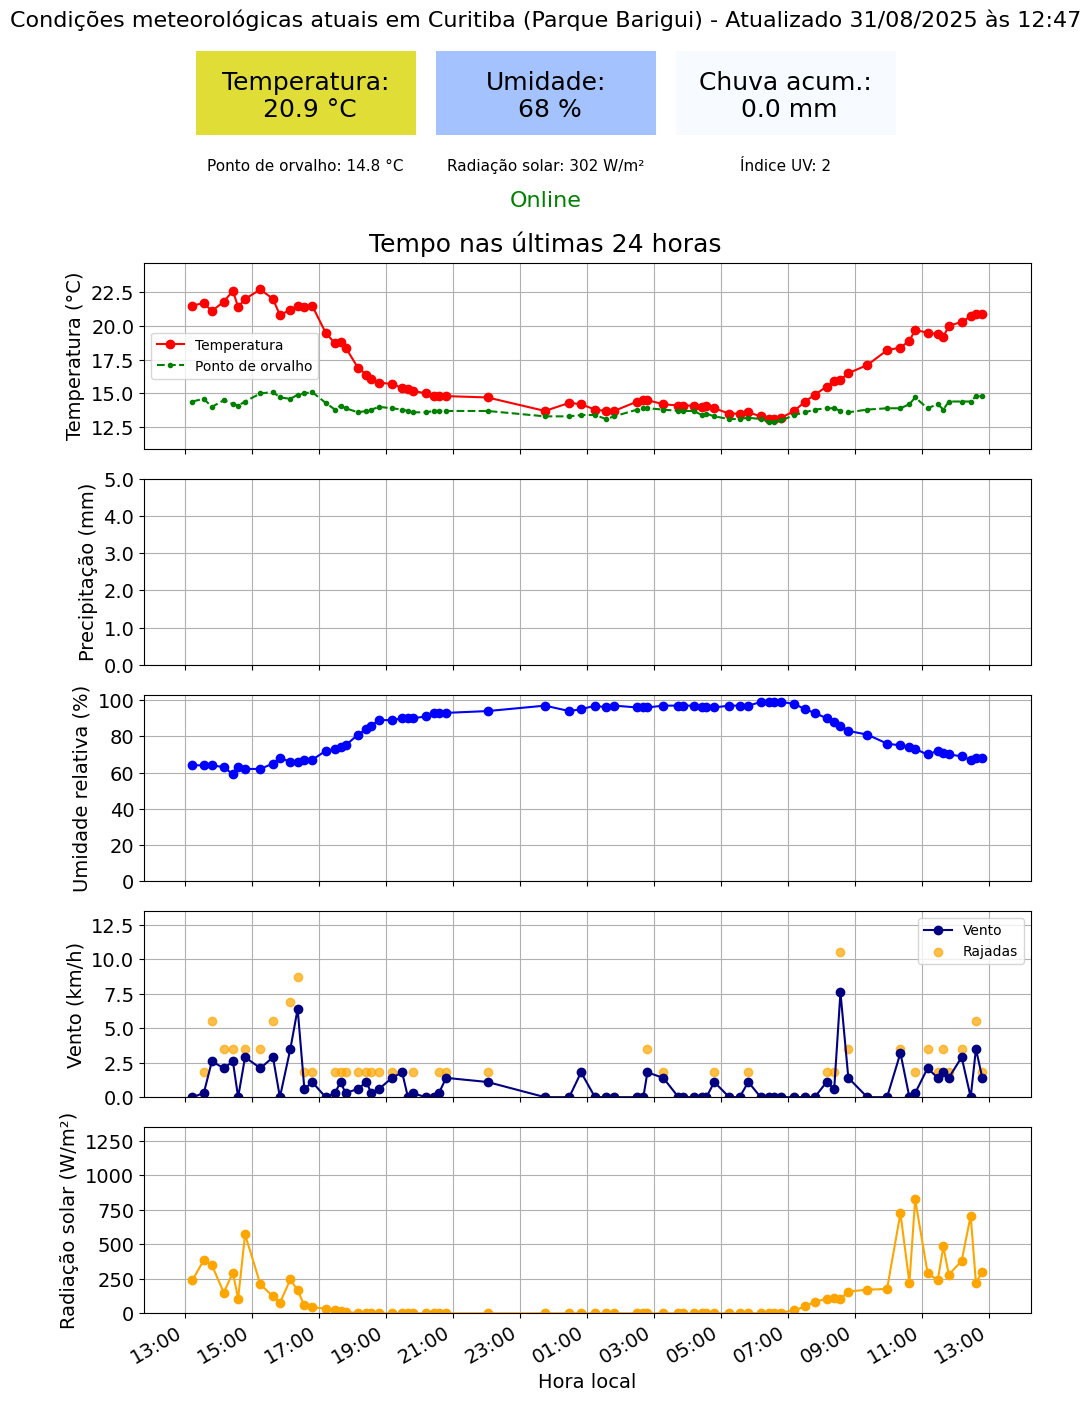 Condições meteorológicas atuais em Curitiba (Parque Barigui) - Atualizado 31/08/2025 às 12:47
Temperatura:
20.9 °C
Umidade:
68 %
Chuva acum.:
0.0 mm
Ponto de orvalho: 14.8 °C
Radiação solar: 302 W/m²
Índice UV: 2
Online
Tempo nas últimas 24 horas
Temperatura (°C)
22.5
20.0
17.5
15.0
12.5
Temperatura
Ponto de orvalho
Precipitação (mm)
5.0
4.0
3.0
2.0
1.0
0.0
Umidade relativa (%)
100
80
60
40
20
0
Vento (km/h)
12.5
10.0
7.5
5.0
2.5
0.0
Vento
Rajadas
Radiação solar (W/m²)
1250
1000
750
500
250
0
13:00
15:00
17:00
19:00
21:00
23:00
01:00
03:00
05:00
07:00
09:00
11:00
13:00
Hora local